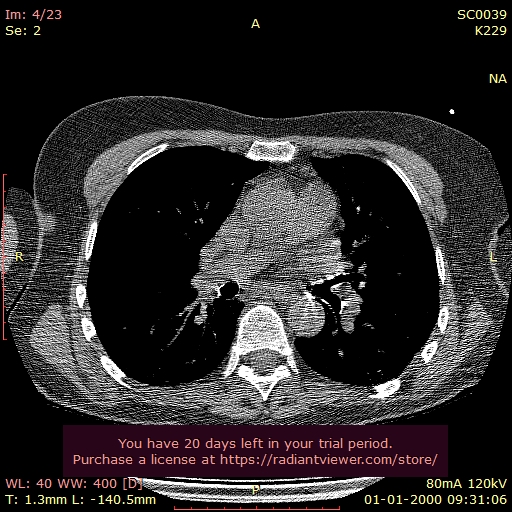 Im: 4/23
Se: 2
A
SC0039
K229
NA
R
L
You have 20 days left in your trial period.
Purchase a license at https://radiantviewer.com/store/
WL: 40 WW: 400 [D]
T: 1.3mm L: -140.5mm
P
80mA 120kV
01-01-2000 09:31:06